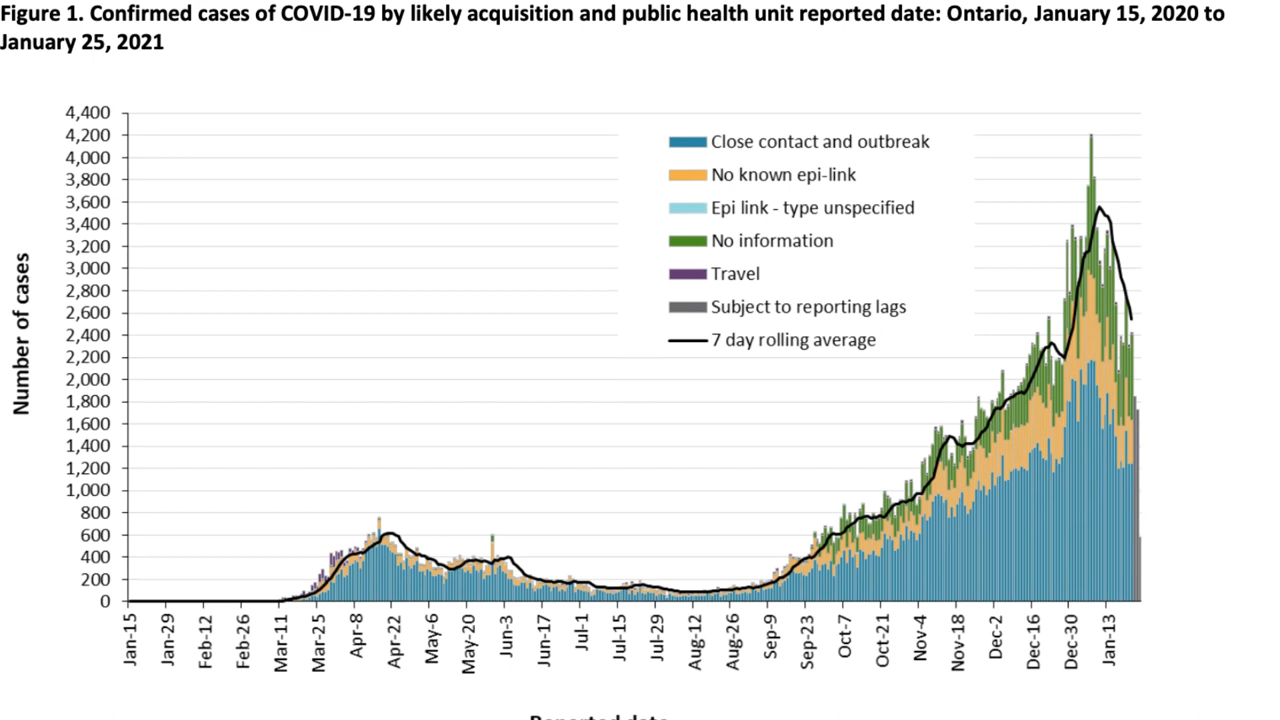 Figure 1. Confirmed cases of COVID-19 by likely acquisition and public health unit reported date: Ontario, January 15, 2020 to
January 25, 2021
4,400
4,200
4,000
3,800
3,600
3,400
3,200
3,000
2,800
2,600
2,400
2,200
2,000
1,800
1,600
1,400
1,200
1,000
800
600
400
200
0
Number of cases
Close contact and outbreak
No known epi-link
Epi link - type unspecified
No information
Travel
Subject to reporting lags
7 day rolling average
Jan-15
Jan-29
Feb-12
Feb-26
Mar-11
Mar-25
Apr-8
Apr-22
May-6
May-20
Jun-3
Jun-17
Jul-1
Jul-15
Jul-29
Aug-12
Aug-26
Sep-9
Sep-23
Oct-7
Oct-21
Nov-4
Nov-18
Dec-2
Dec-16
Dec-30
Jan-13
Reported date